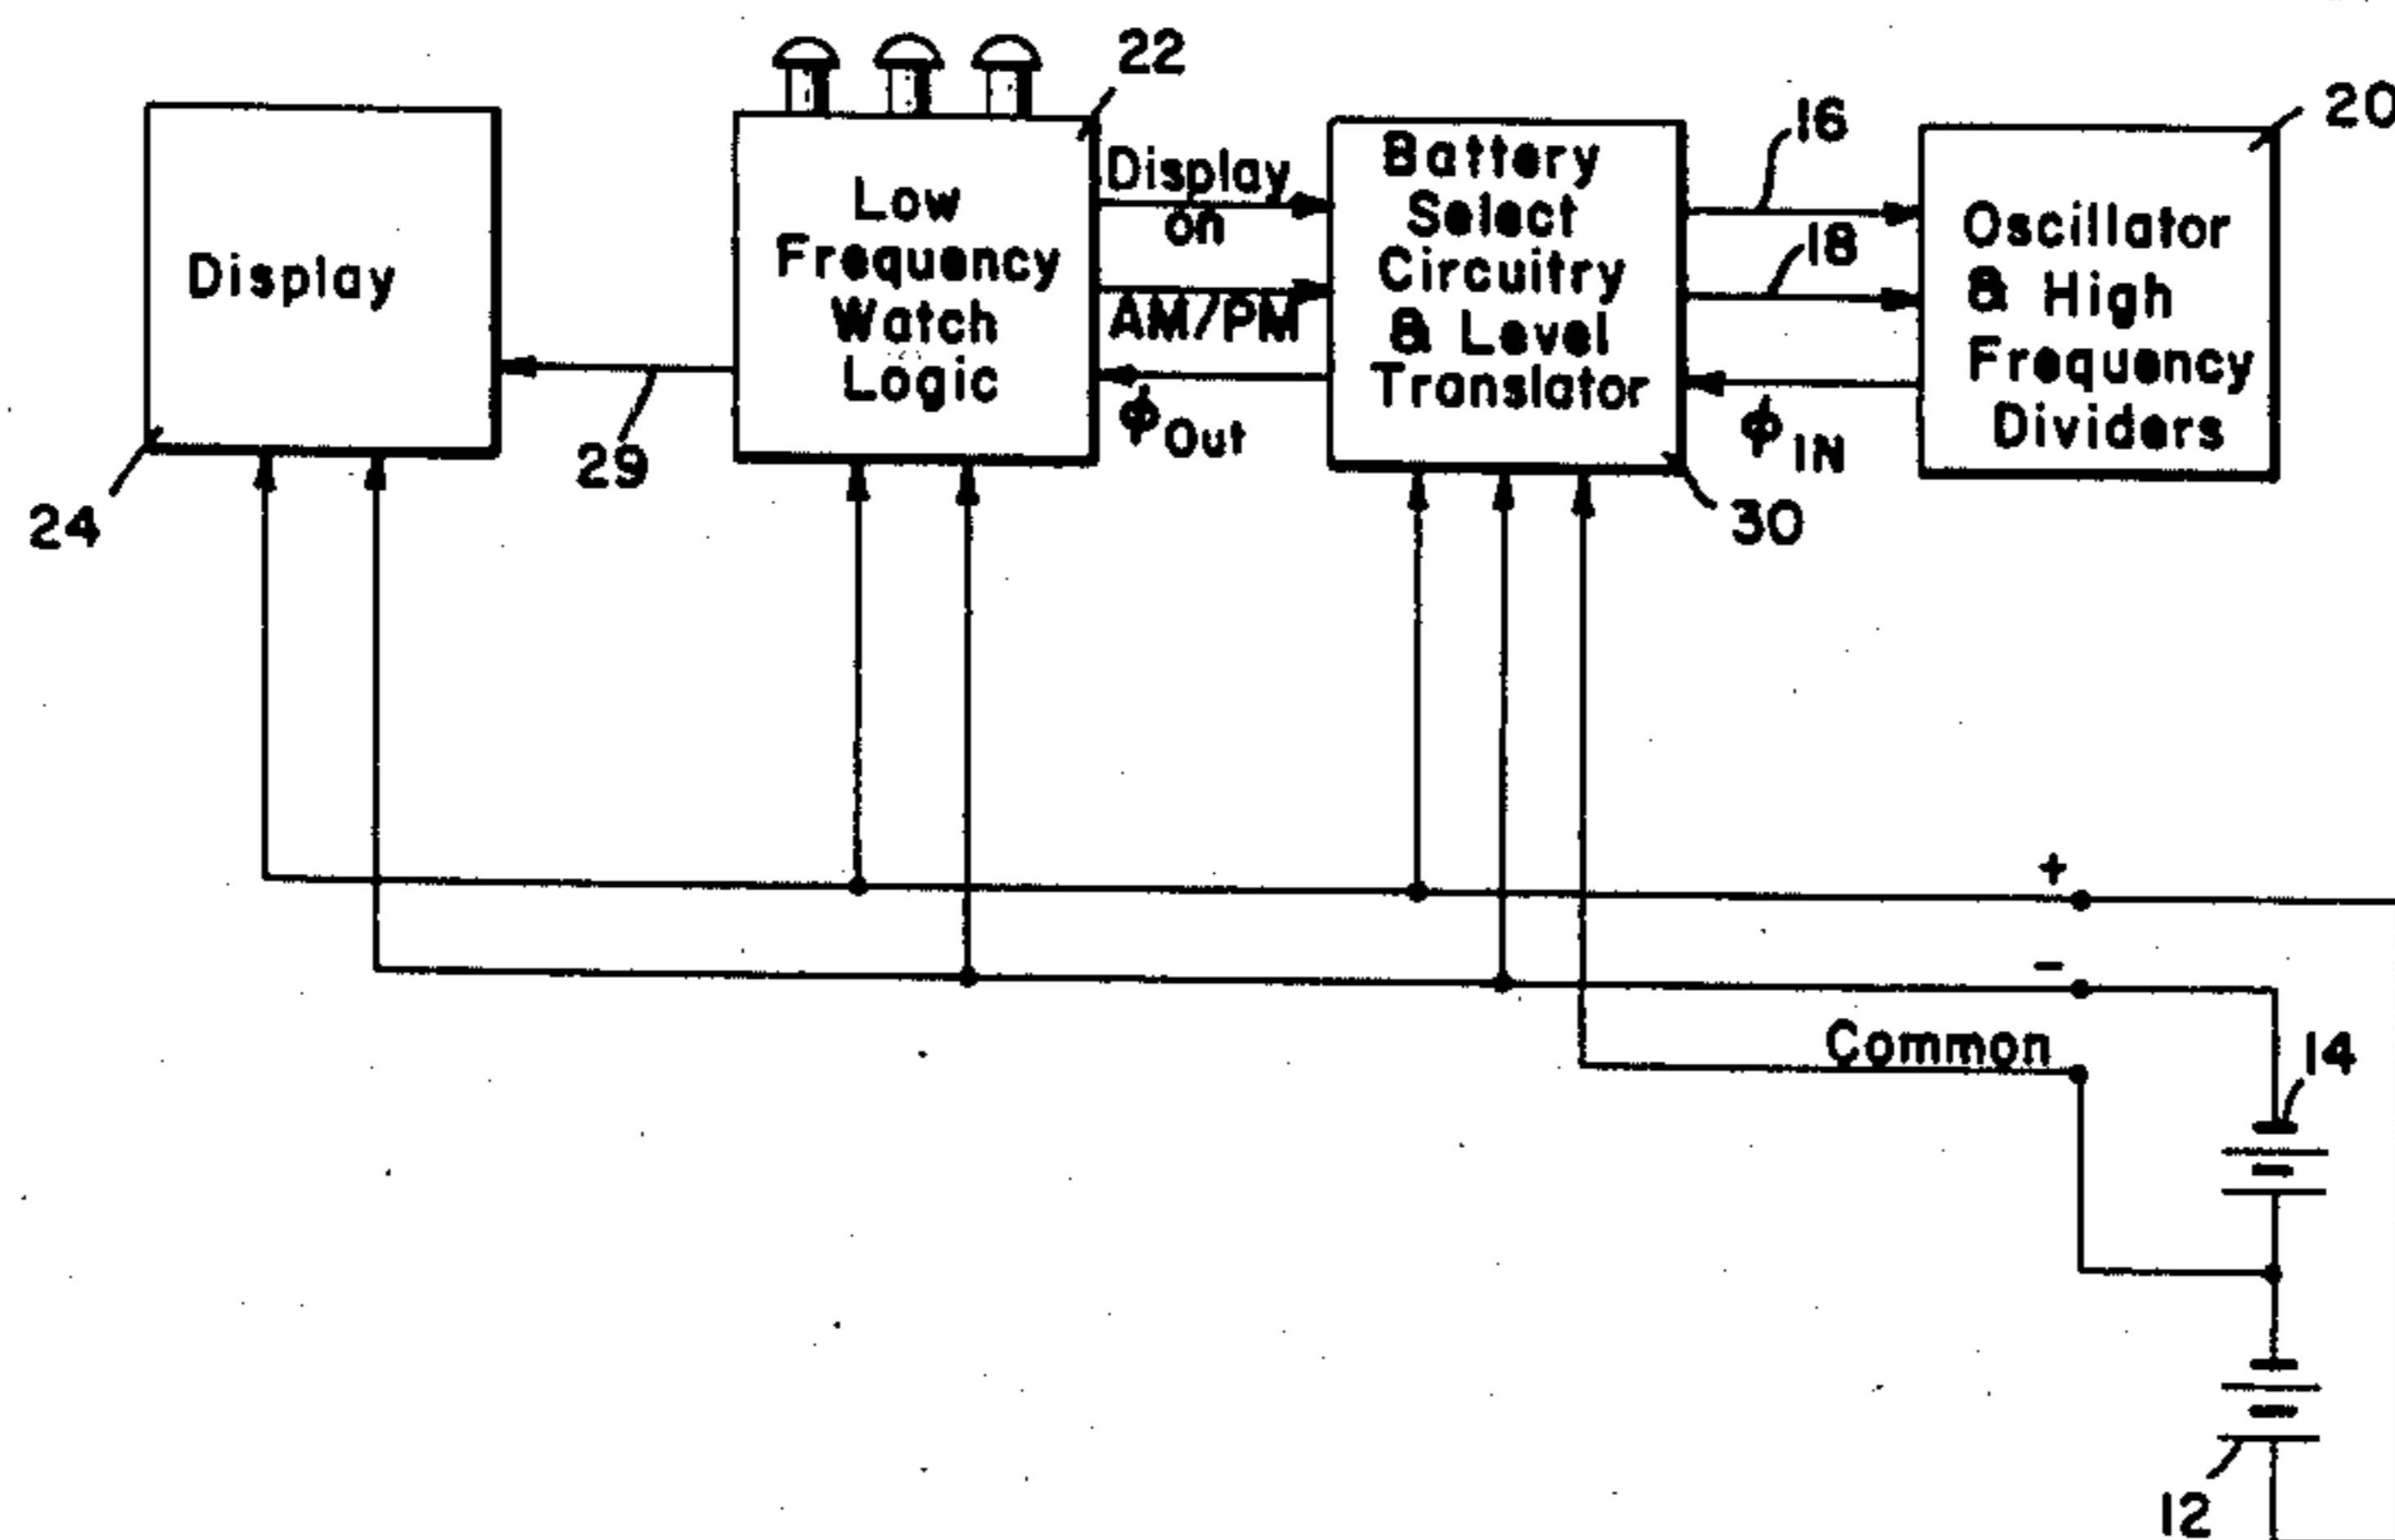 22
20
Display
24
29
Low
Frequency
Watch
Logic
Display
on
AM/PM
ϕOut
Battery
Select
Circuitry
& Level
Translator
30
16
18
ϕIN
Oscillator
& High
Frequency
Dividers
+
-
Common
14
12